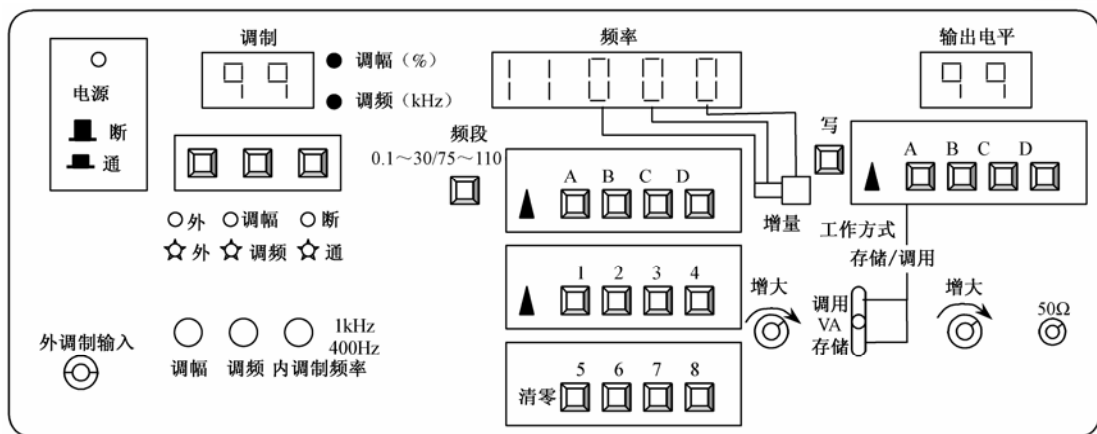 调制
频率
输出电平
电源
断
通
99
调幅（%）
调频（kHz）
11000
99
频段
0.1～30/75～110
写
A B C D
增量
A B C D
外 调幅 断
外 调频 通
工作方式
存储/调用
1 2 3 4
增大
调用
VA
存储
增大
50Ω
外调制输入
调幅 调频 内调制频率
1kHz
400Hz
清零
5 6 7 8